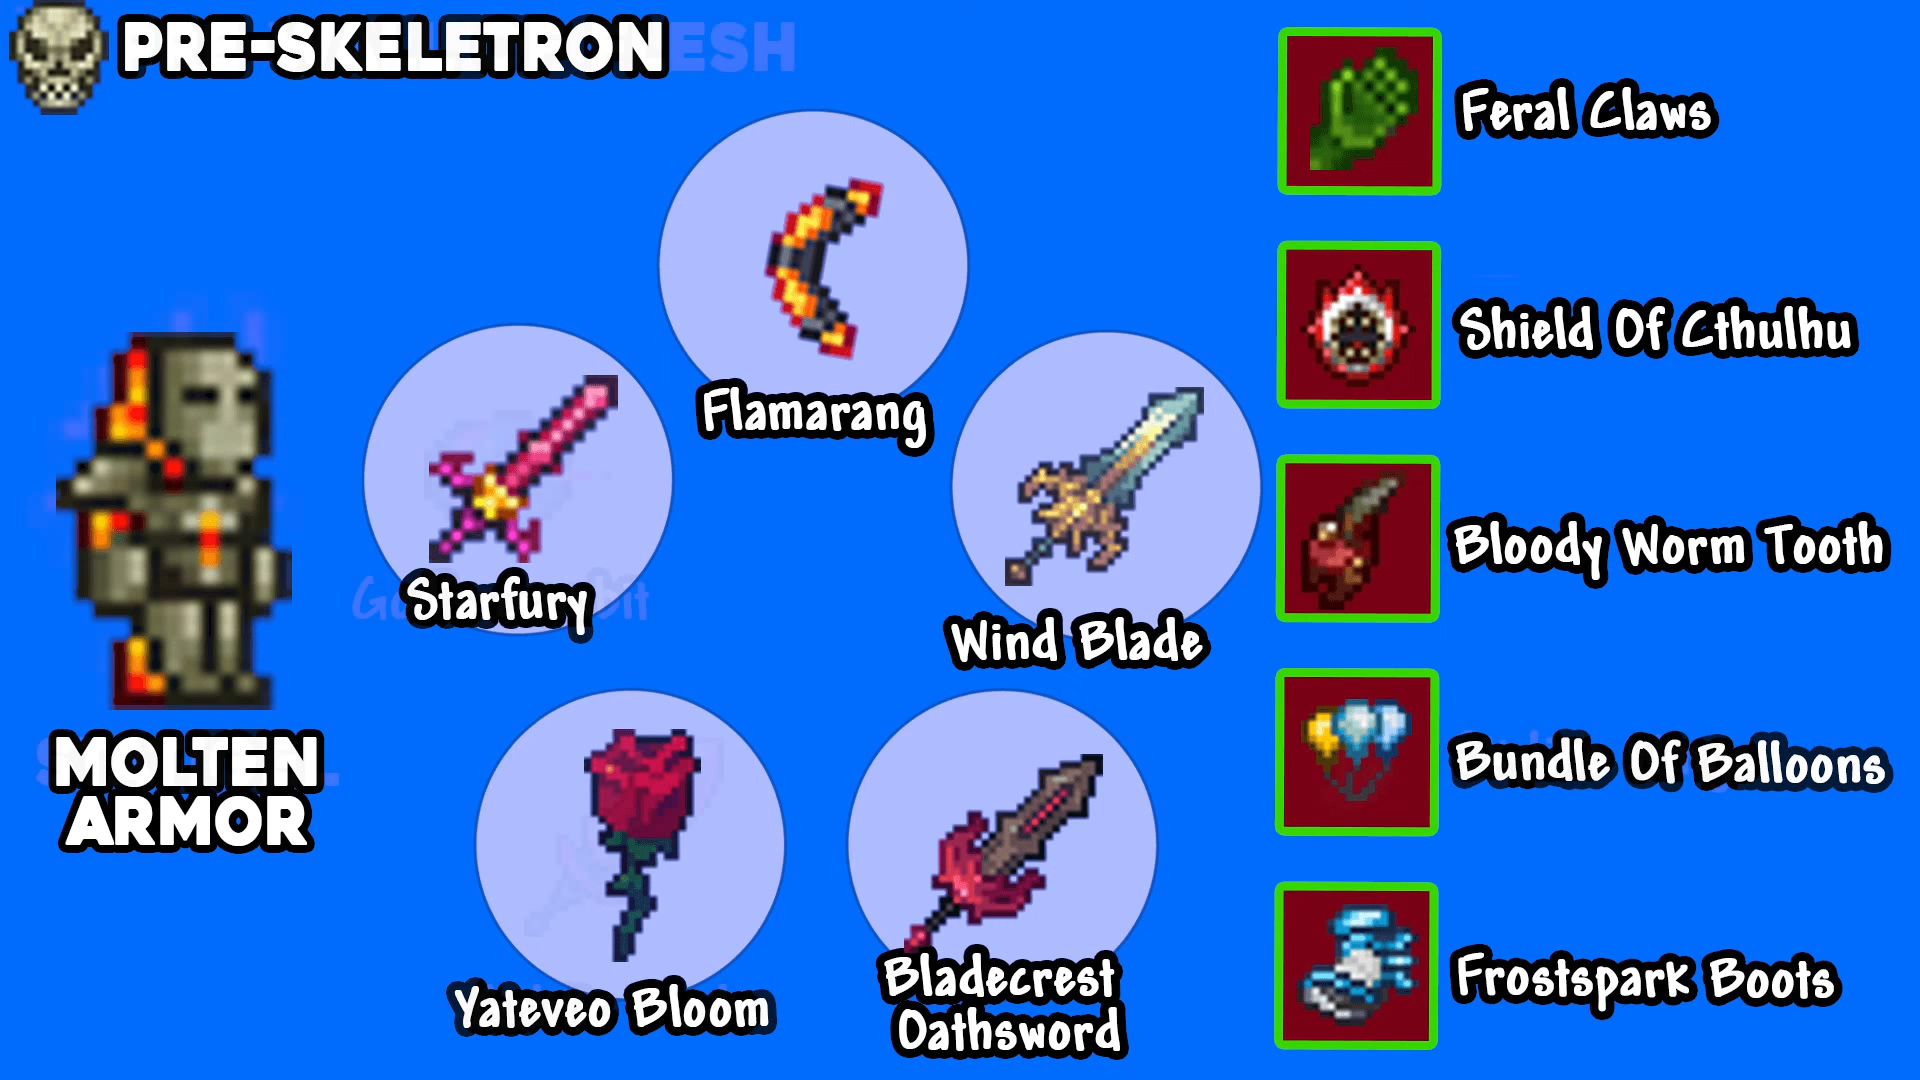 PRE-SKELETRON
ESH
Feral Claws
Shield Of Cthulhu
Bloody Worm Tooth
Bundle Of Balloons
Frostspark Boots
Flamarang
Starfury
Wind Blade
Yateveo Bloom
Bladecrest
Oathsword
MOLTEN
ARMOR